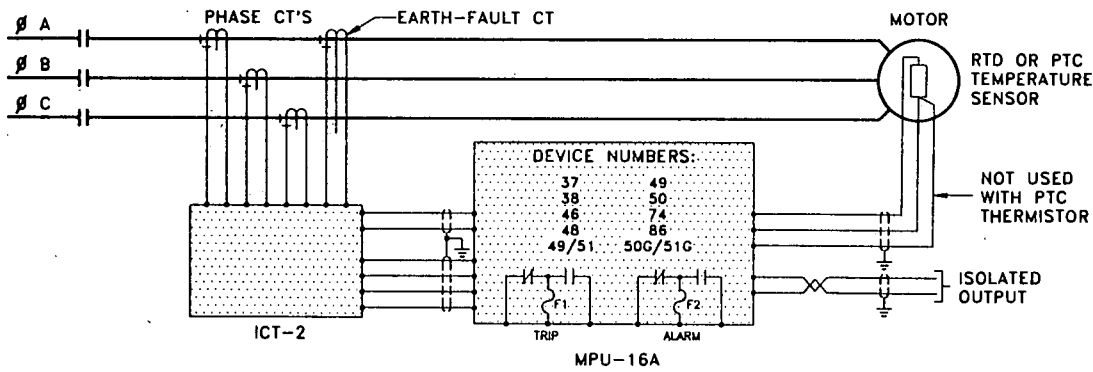 PHASE CT'S
EARTH-FAULT CT
MOTOR
Ø A
Ø B
Ø C
RTD OR PTC
TEMPERATURE
SENSOR
DEVICE NUMBERS:
37 49
38 50
46 74
48 86
49/51 50G/51G
NOT USED
WITH PTC
THERMISTOR
F1
F2
ISOLATED
OUTPUT
ICT-2
TRIP
ALARM
MPU-16A